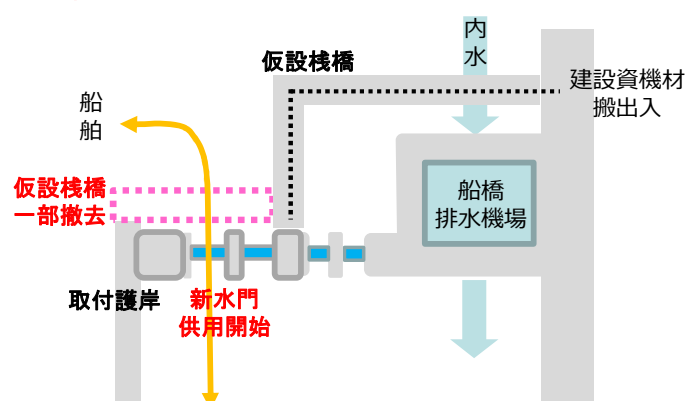 内
水
仮設桟橋
建設資機材
搬出入
船
舶
仮設桟橋
一部撤去
船橋
排水機場
取付護岸
新水門
供用開始